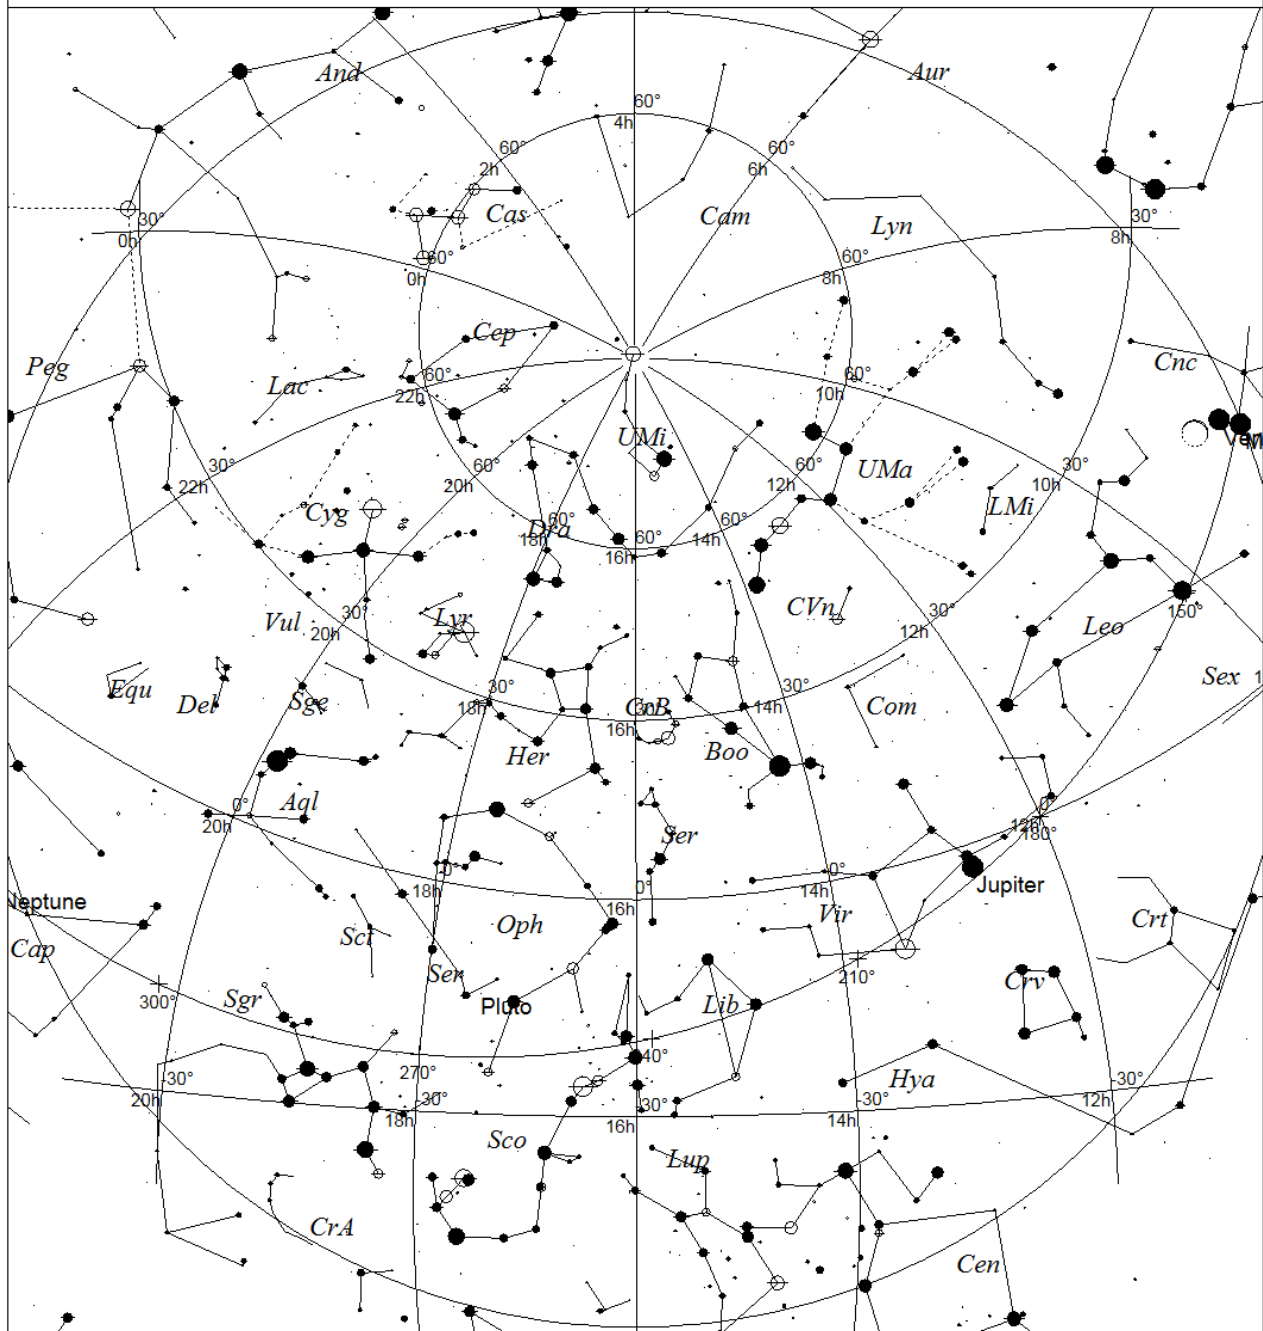 And
Aur
60°
4h
60°
60°
2h
6h
Cas
Cam
Lyn
30°
0h
30°
8h
60°
0h
60°
8h
Cep
Peg
Lac
Cnc
60°
22h
60°
10h
UMi
UMa
30°
22h
60°
20h
60°
12h
30°
10h
LMi
Cyg
Dra
60°
18h
60°
16h
60°
14h
Vul
30°
20h
Lyr
CVn
30°
12h
Leo
150°
Equ
Del
Sge
30°
18h
CrB
16h
30°
14h
Com
Sex
Her
Boo
Aql
0°
20h
Ser
0°
12h
180°
0°
18h
0°
16h
0°
14h
Jupiter
Neptune
Cap
Sct
Oph
Vir
Crt
Ser
210°
Sgr
300°
Pluto
Lib
Crv
270°
-30°
20h
-30°
18h
-30°
16h
-30°
14h
Hya
-30°
12h
Sco
Lup
CrA
Cen